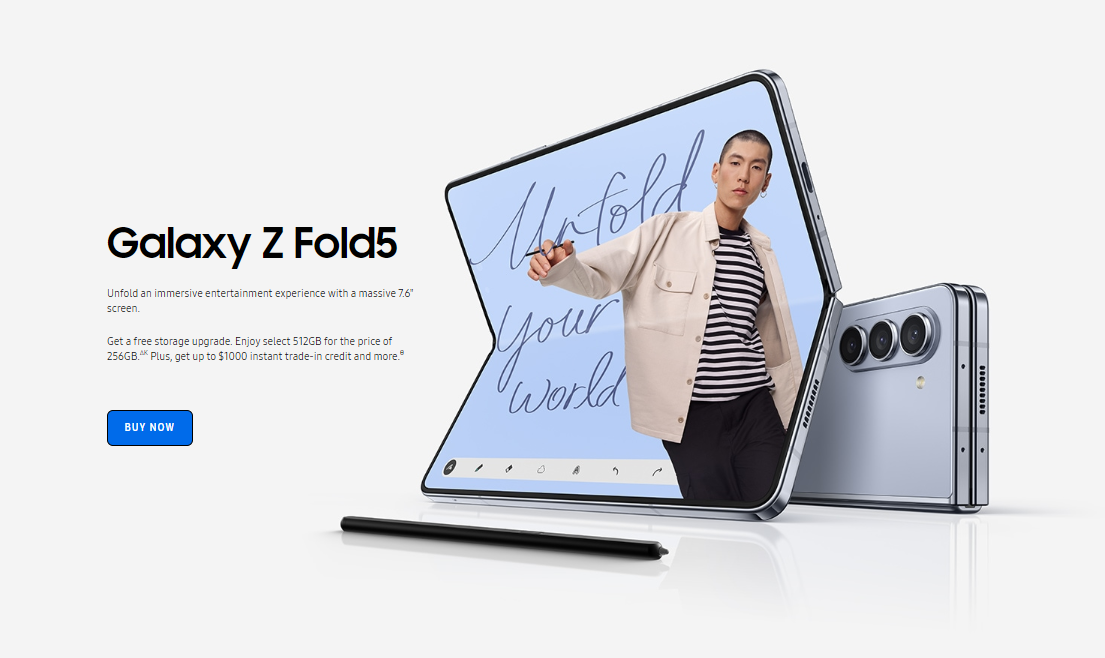 Galaxy Z Fold5
Unfold an immersive entertainment experience with a massive 7.6"
screen.
Get a free storage upgrade. Enjoy select 512GB for the price of
256GB.ΔK Plus, get up to $1000 instant trade-in credit and more.θ
BUY NOW
Unfold
your
world